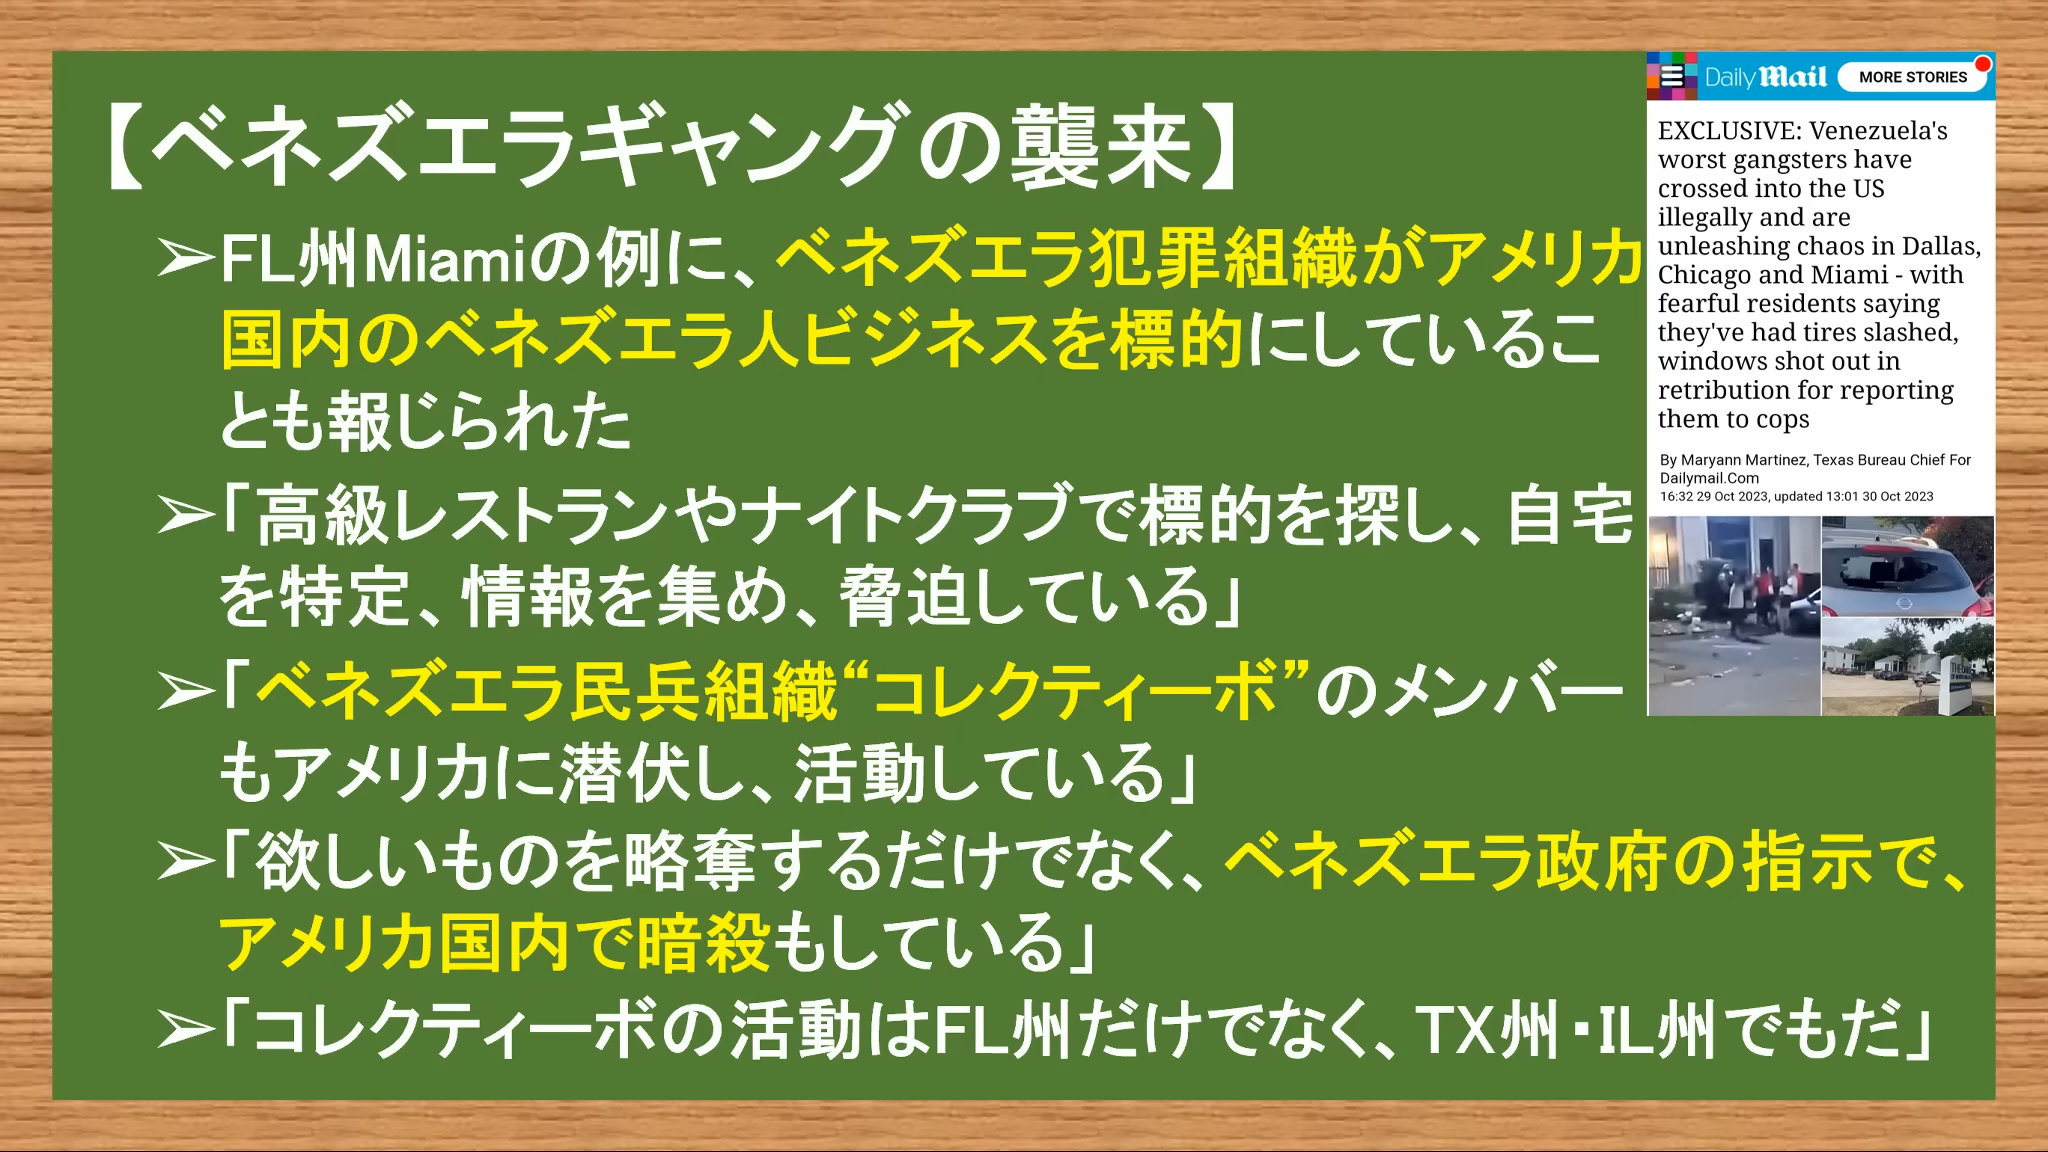 【ベネズエラギャングの襲来】
➢FL州Miamiの例に、ベネズエラ犯罪組織がアメリカ
国内のベネズエラ人ビジネスを標的にしているこ
とも報じられた
➢「高級レストランやナイトクラブで標的を探し、自宅
を特定、情報を集め、脅迫している」
➢「ベネズエラ民兵組織“コレクティーボ”のメンバー
もアメリカに潜伏し、活動している」
➢「欲しいものを略奪するだけでなく、ベネズエラ政府の指示で、
アメリカ国内で暗殺もしている」
➢「コレクティーボの活動はFL州だけでなく、TX州・IL州でもだ」
Daily Mail MORE STORIES
EXCLUSIVE: Venezuela's
worst gangsters have
crossed into the US
illegally and are
unleashing chaos in Dallas,
Chicago and Miami - with
fearful residents saying
they've had tires slashed,
windows shot out in
retribution for reporting
them to cops
By Maryann Martinez, Texas Bureau Chief For
Dailymail.Com
16:32 29 Oct 2023, updated 13:01 30 Oct 2023